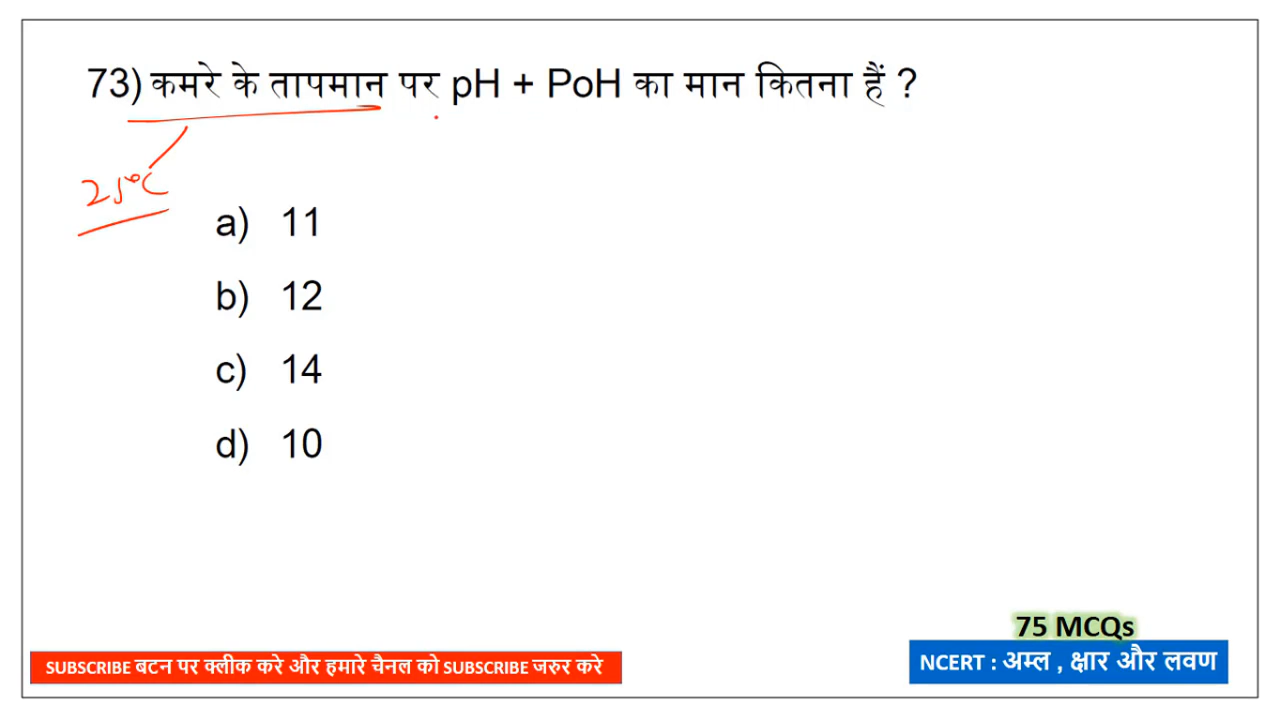 73) कमरे के तापमान पर pH + PoH का मान कितना हैं ?
25°C
a) 11
b) 12
c) 14
d) 10
75 MCQs
SUBSCRIBE बटन पर क्लीक करे और हमारे चैनल को SUBSCRIBE जरुर करे
NCERT : अम्ल , क्षार और लवण